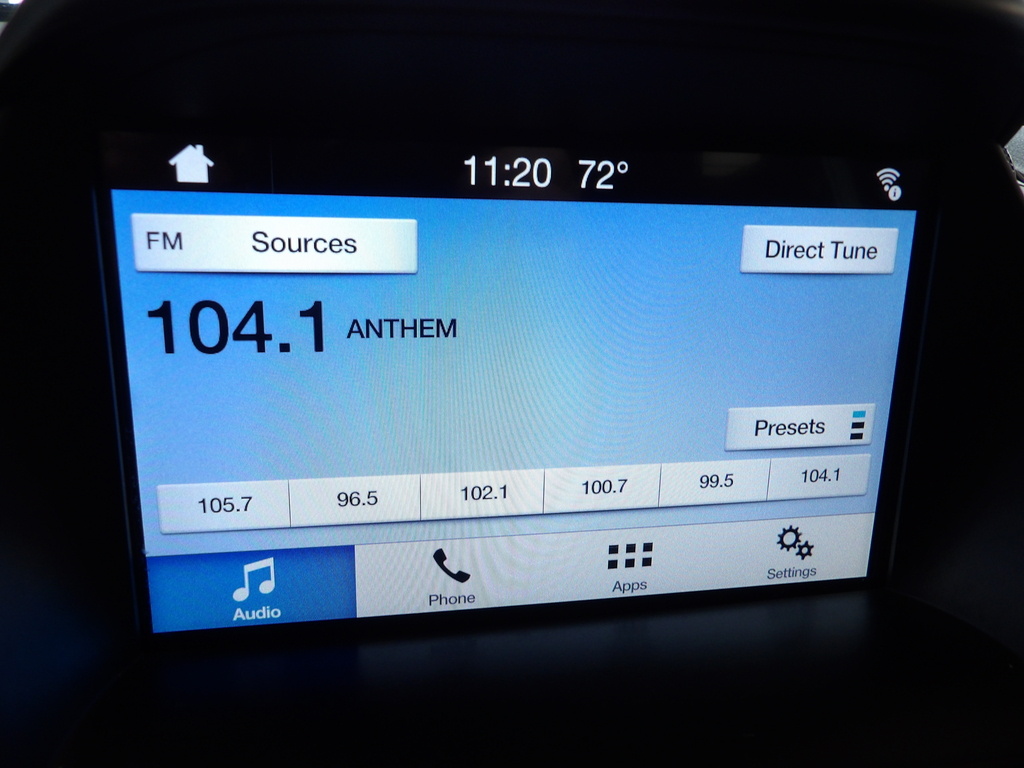 11:20 72°
FM Sources
Direct Tune
104.1 ANTHEM
Presets
105.7 96.5 102.1 100.7 99.5 104.1
Audio Phone Apps Settings